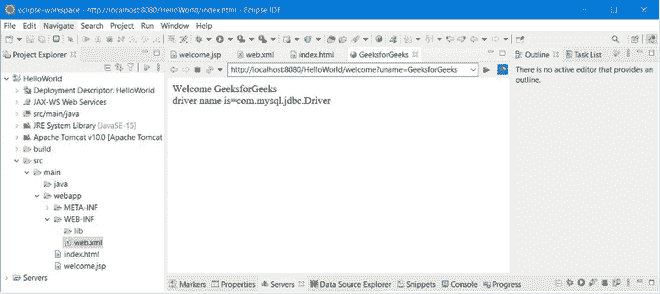 eclipse-workspace - http://localhost:8080/HelloWorld/index.html - Eclipse IDE
File Edit Navigate Search Project Run Window Help
Project Explorer
HelloWorld
Deployment Descriptor: HelloWorld
JAX-WS Web Services
src/main/java
JRE System Library [JavaSE-15]
Apache Tomcat v10.0 [Apache Tomcat
build
src
main
java
webapp
META-INF
WEB-INF
lib
web.xml
index.html
welcome.jsp
Servers
welcome.jsp web.xml index.html GeeksforGeeks
http://localhost:8080/HelloWorld/welcome?uname=GeeksforGeeks
Welcome GeeksforGeeks
driver name is=com.mysql.jdbc.Driver
Markers Properties Servers Data Source Explorer Snippets Console Progress
Outline Task List
There is no active editor that provides an
outline.